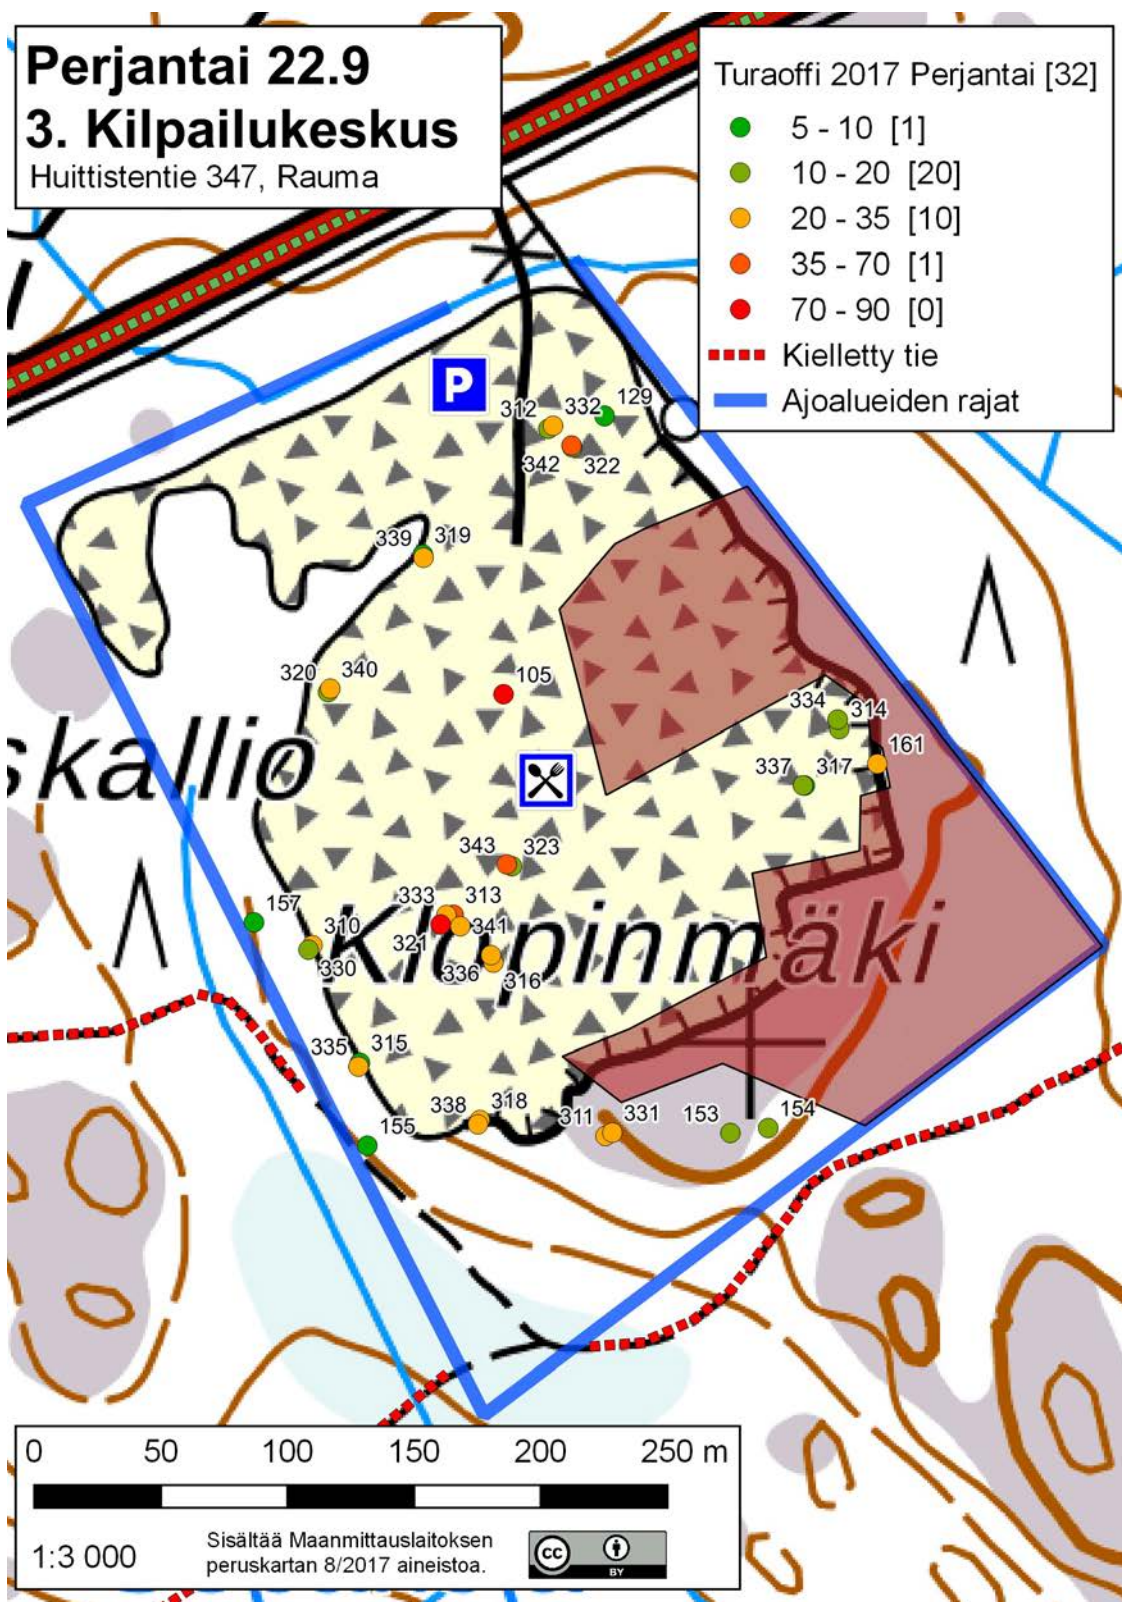 Perjantai 22.9
3. Kilpailukeskus
Huittistentie 347, Rauma
Turaoffi 2017 Perjantai [32]
5 - 10 [1]
10 - 20 [20]
20 - 35 [10]
35 - 70 [1]
70 - 90 [0]
Kielletty tie
Ajoalueiden rajat
P
312 332 129
342 322
339 319
320 340
105
334 314
161
337 317
skallio
343 323
333 313
157 310
321 341
336 316
330
Kiopinmäki
335 315
338 318
311 331 153 154
155
0 50 100 150 200 250 m
1:3 000
Sisältää Maanmittauslaitoksen
peruskartan 8/2017 aineistoa.
cc
BY